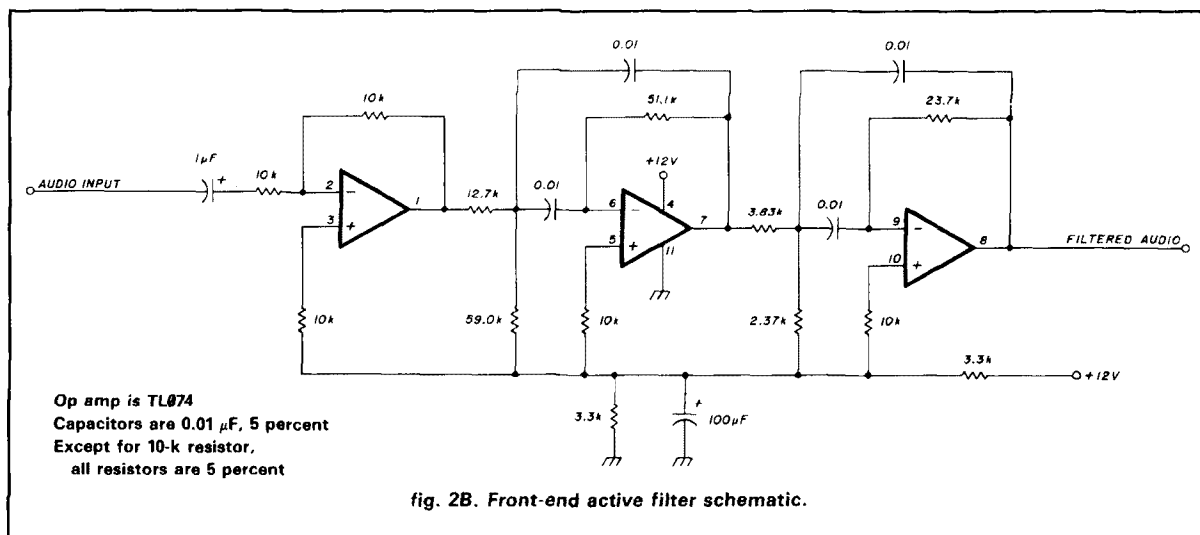 0.01
0.01
10k
51.1k
23.7k
1µF
+
10k
+12V
AUDIO INPUT
2
−
1
12.7k
0.01
6
−
4
7
3.83k
0.01
9
−
8
FILTERED AUDIO
3
+
5
+
11
10
+
10k
59.0k
10k
2.37k
10k
3.3k
+12V
3.3k
+
100µF
Op amp is TL074
Capacitors are 0.01 µF, 5 percent
Except for 10-k resistor,
all resistors are 5 percent
fig. 2B. Front-end active filter schematic.